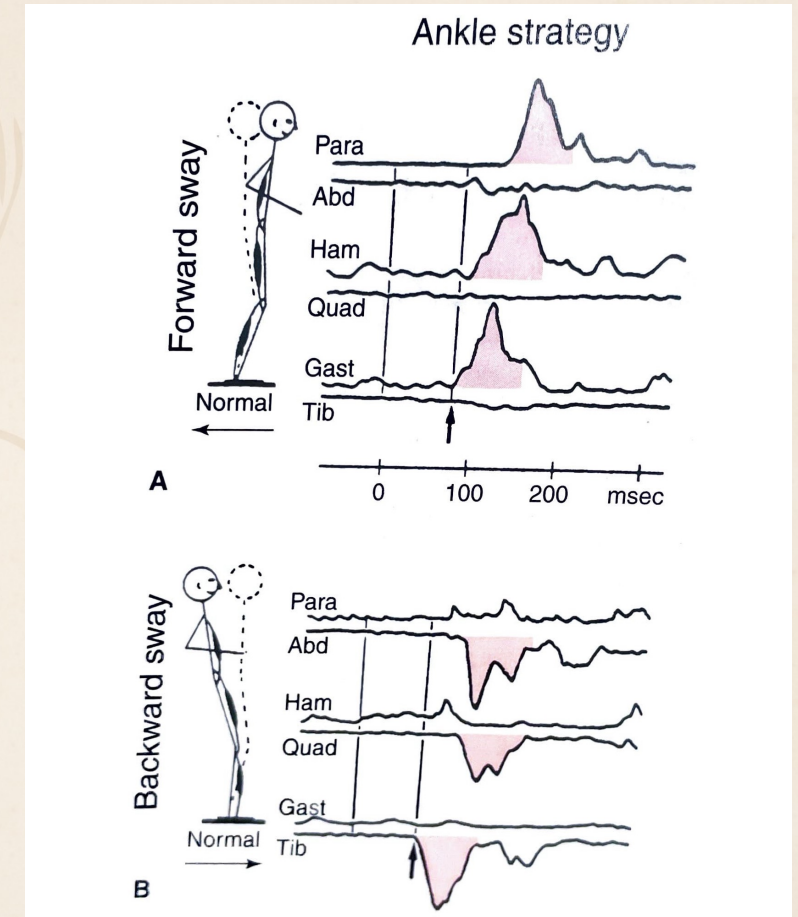 Ankle strategy
Forward sway
Para
Abd
Ham
Quad
Gast
Tib
Normal
A
0 100 200 msec
Backward sway
Para
Abd
Ham
Quad
Gast
Tib
Normal
B